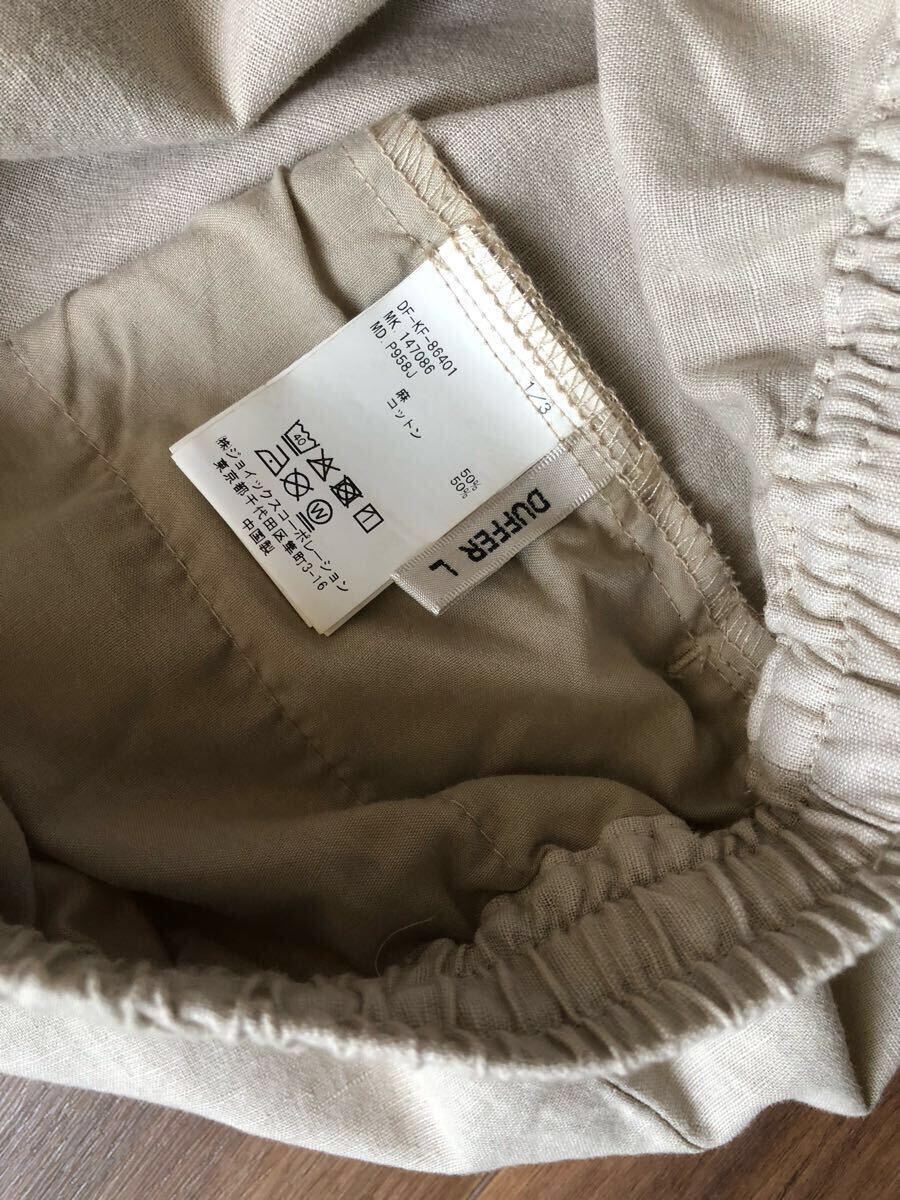 DF-KF-86401
MK. 147086
MD. P958J
1/3
麻 50%
コットン 50%
40
W
㈱ジョイックスコーポレーション
東京都千代田区隼町3-16
中国製
DUFFER L